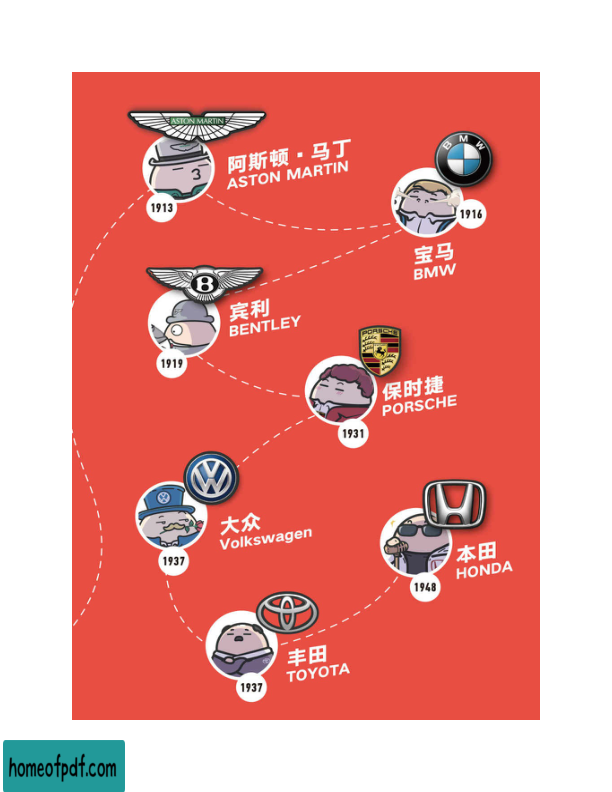 ASTON MARTIN
阿斯顿·马丁
ASTON MARTIN
1913
BMW
1916
宝马
BMW
B
宾利
BENTLEY
1919
PORSCHE
保时捷
PORSCHE
1931
大众
Volkswagen
1937
本田
HONDA
1948
丰田
TOYOTA
1937
homeofpdf.com